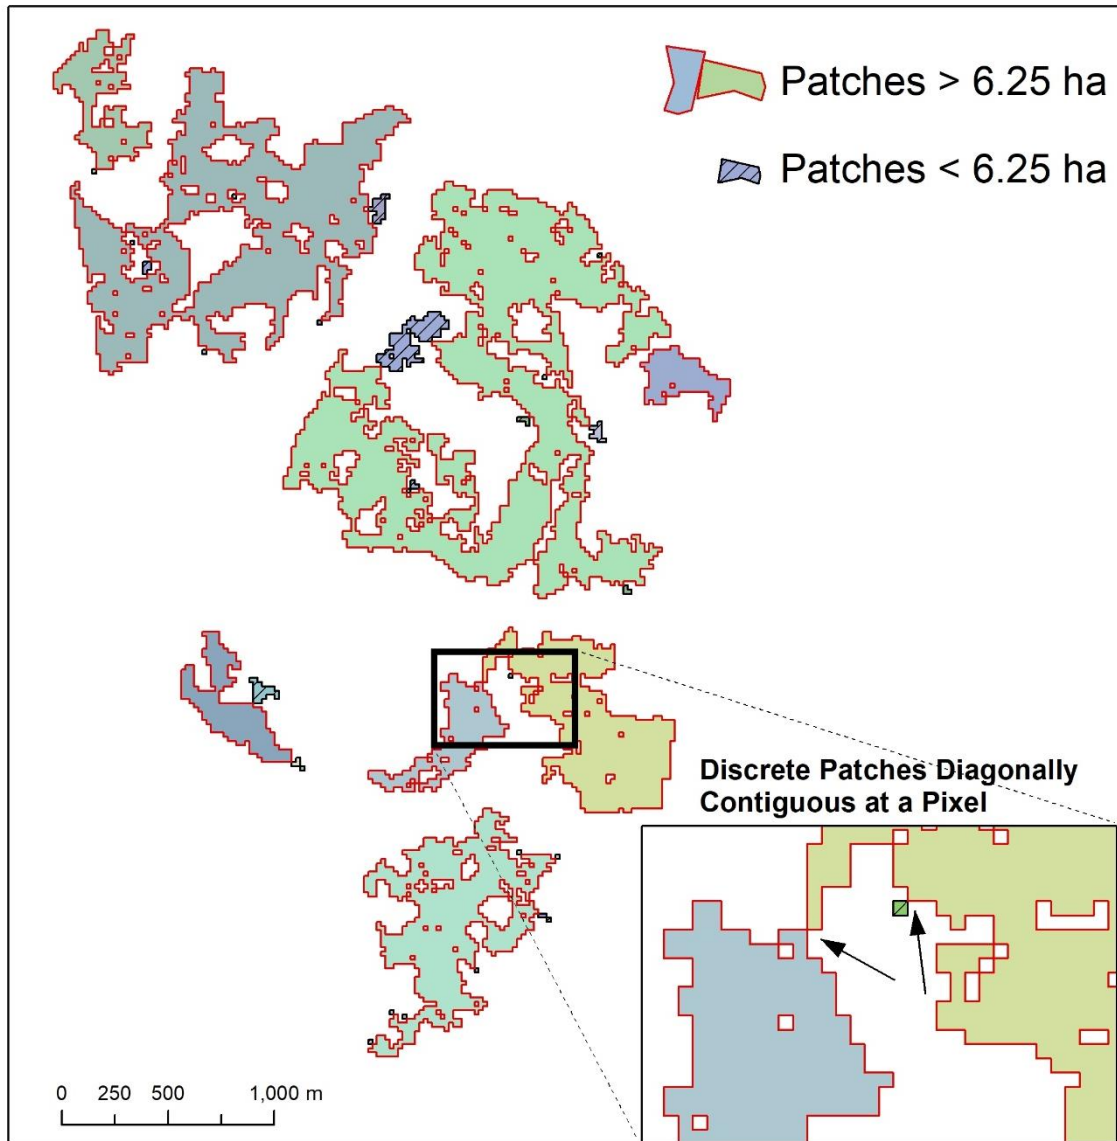 Patches > 6.25 ha
Patches < 6.25 ha
Discrete Patches Diagonally
Contiguous at a Pixel
0 250 500 1,000 m